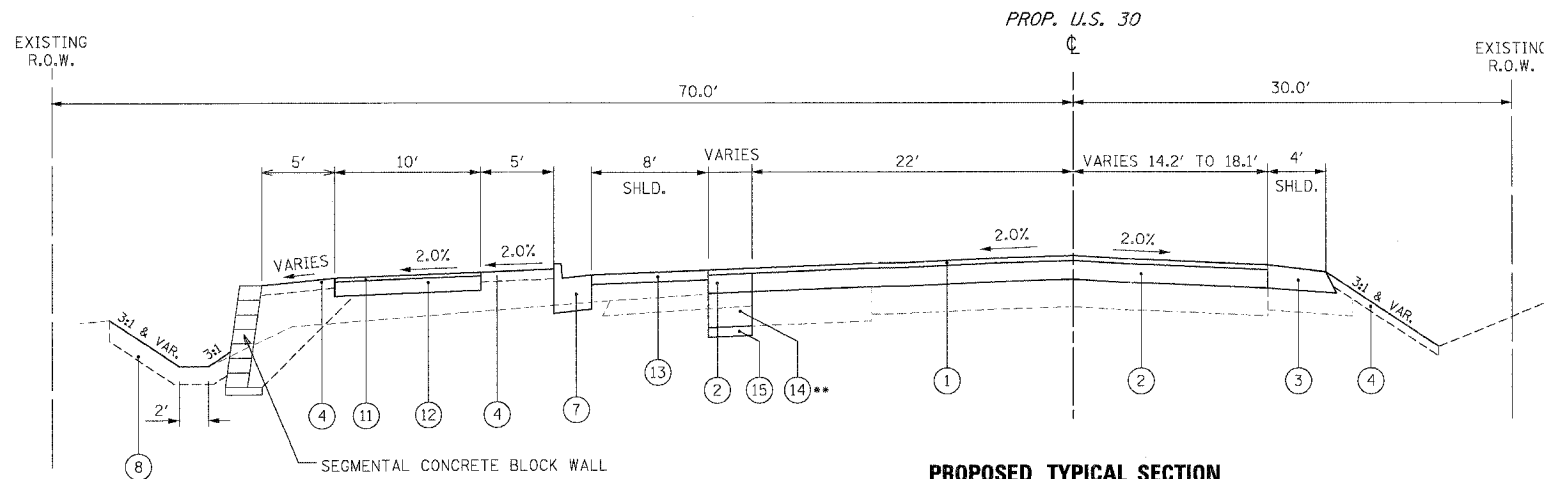 PROP. U.S. 30
℄
EXISTING
R.O.W.
EXISTING
R.O.W.
70.0'
30.0'
5'
10'
5'
8'
SHLD.
VARIES
22'
VARIES 14.2' TO 18.1'
4'
SHLD.
VARIES
2.0%
2.0%
2.0%
2.0%
3:1 & VAR.
3:1
3:1 & VAR.
2'
4
11
12
4
7
13
2
15
14**
1
2
3
4
8
SEGMENTAL CONCRETE BLOCK WALL
PROPOSED TYPICAL SECTION